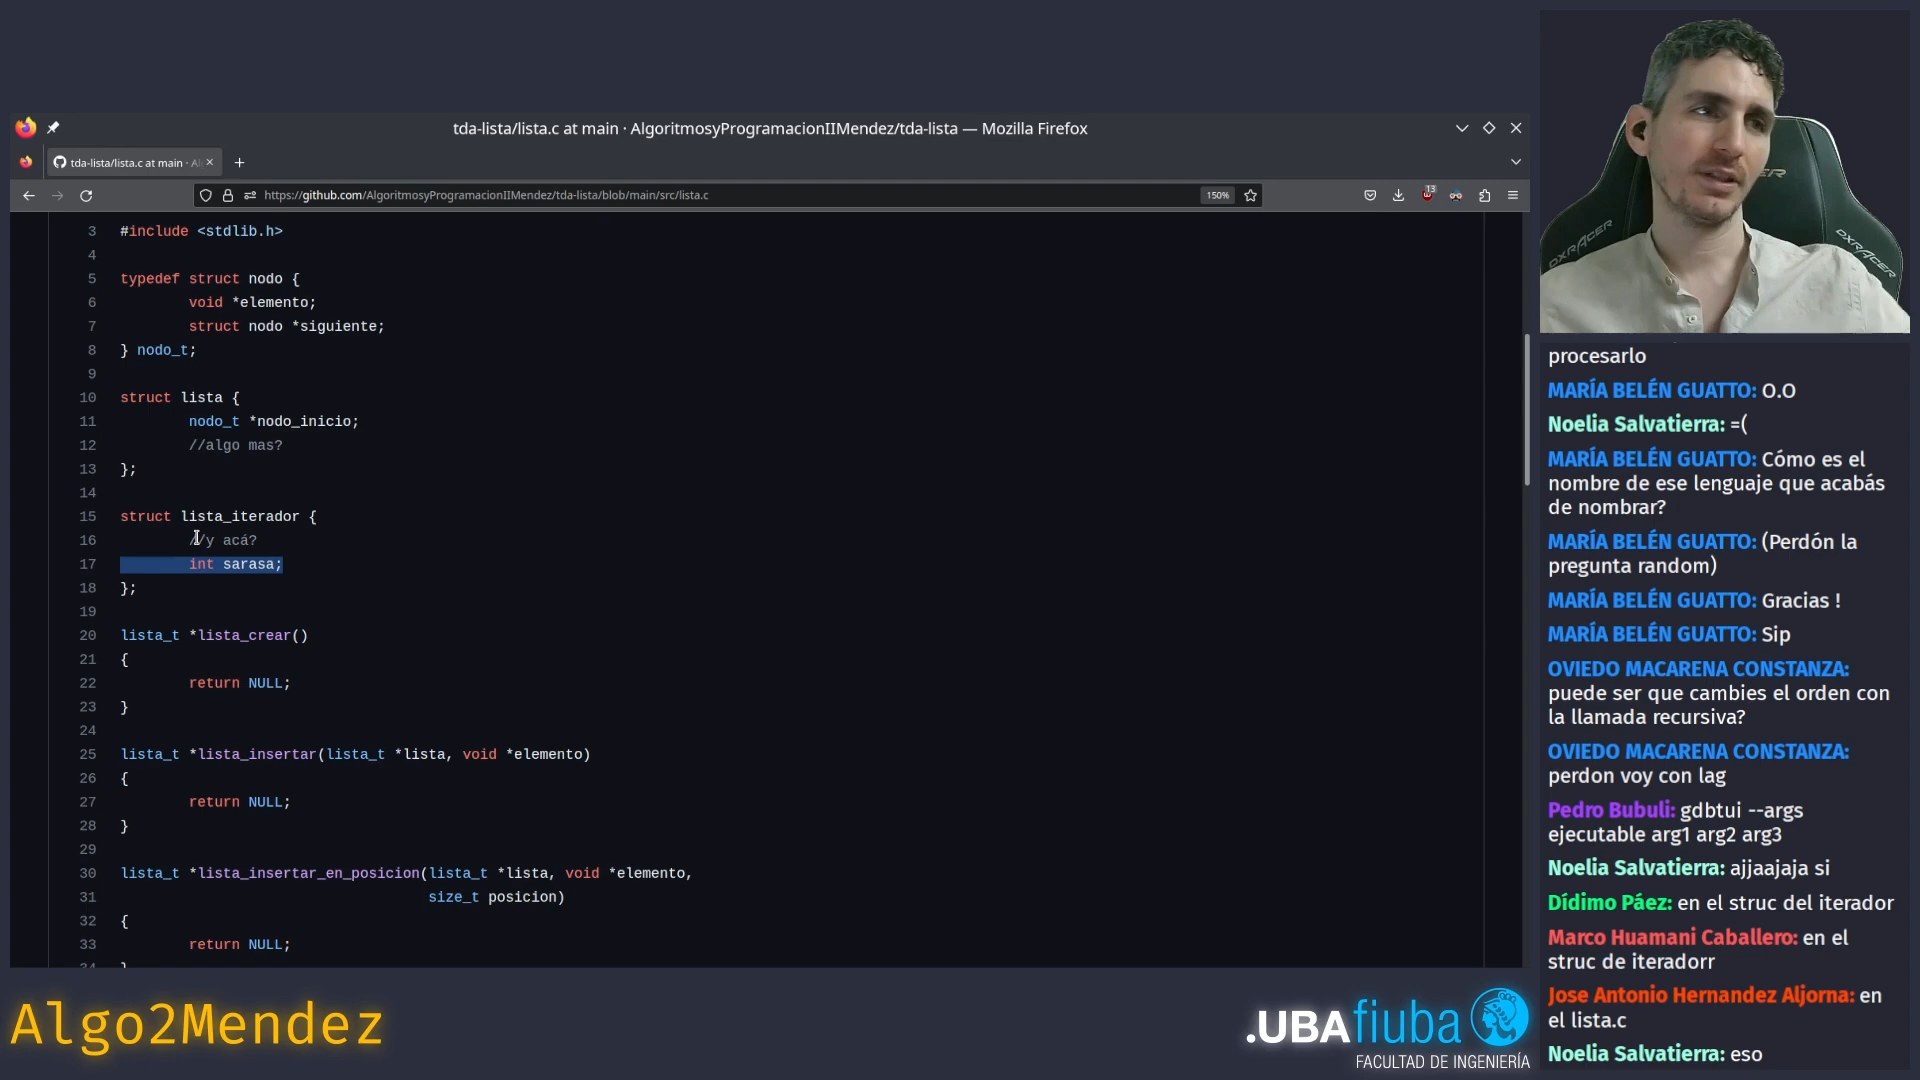 tda-lista/lista.c at main · AlgoritmosyProgramacionIIMendez/tda-lista — Mozilla Firefox
tda-lista/lista.c at main · Al
https://github.com/AlgoritmosyProgramacionIIMendez/tda-lista/blob/main/src/lista.c
150%
13
3 #include <stdlib.h>
4
5 typedef struct nodo {
6 void *elemento;
7 struct nodo *siguiente;
8 } nodo_t;
9
10 struct lista {
11 nodo_t *nodo_inicio;
12 //algo mas?
13 };
14
15 struct lista_iterador {
16 //y acá?
17 int sarasa;
18 };
19
20 lista_t *lista_crear()
21 {
22 return NULL;
23 }
24
25 lista_t *lista_insertar(lista_t *lista, void *elemento)
26 {
27 return NULL;
28 }
29
30 lista_t *lista_insertar_en_posicion(lista_t *lista, void *elemento,
31 size_t posicion)
32 {
33 return NULL;
34 }
DXRACER
DXRACER
procesarlo
MARÍA BELÉN GUATTO: O.O
Noelia Salvatierra: =(
MARÍA BELÉN GUATTO: Cómo es el
nombre de ese lenguaje que acabás
de nombrar?
MARÍA BELÉN GUATTO: (Perdón la
pregunta random)
MARÍA BELÉN GUATTO: Gracias !
MARÍA BELÉN GUATTO: Sip
OVIEDO MACARENA CONSTANZA:
puede ser que cambies el orden con
la llamada recursiva?
OVIEDO MACARENA CONSTANZA:
perdon voy con lag
Pedro Bubuli: gdbtui --args
ejecutable arg1 arg2 arg3
Noelia Salvatierra: ajjaajaja si
Dídimo Páez: en el struc del iterador
Marco Huamani Caballero: en el
struc de iteradorr
Jose Antonio Hernandez Aljorna: en
el lista.c
Noelia Salvatierra: eso
Algo2Mendez
.UBAfiuba
FACULTAD DE INGENIERÍA